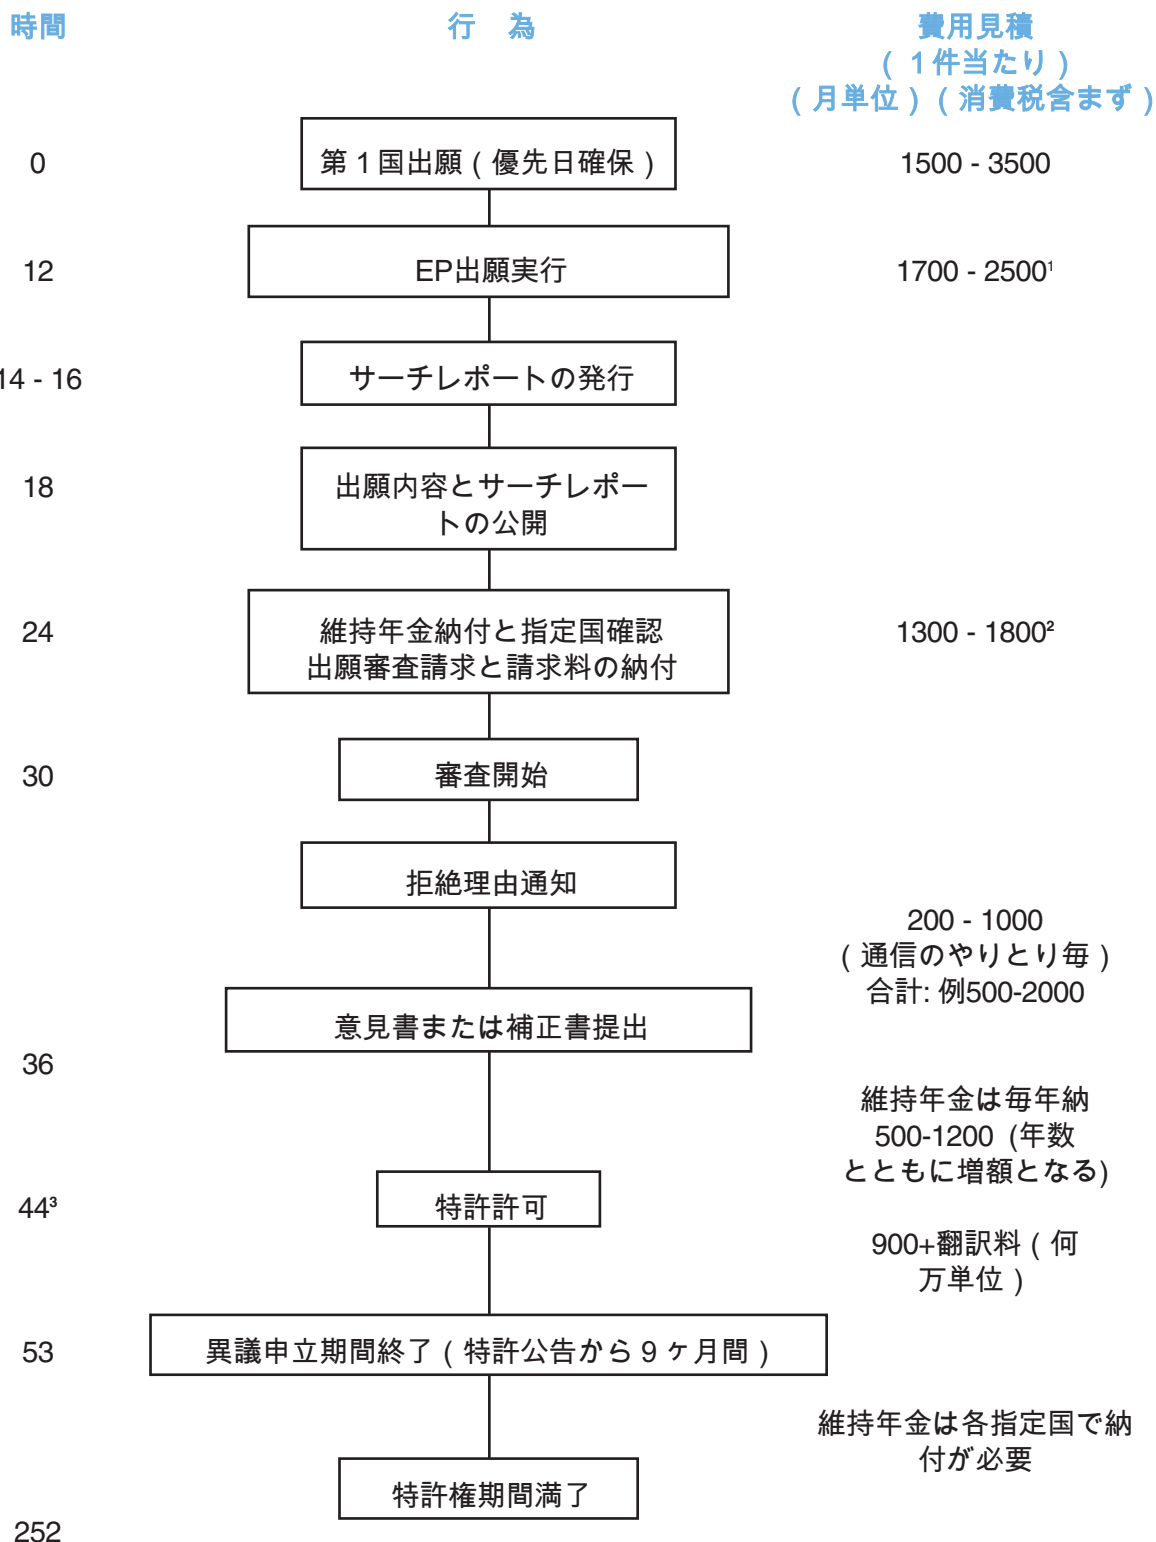 時間 行 為 費用見積
( 1件当たり )
( 月単位 ) ( 消費税含まず )
0 第1国出願 ( 優先日確保 ) 1500 - 3500
12 EP出願実行 1700 - 2500¹
14 - 16 サーチレポートの発行
18 出願内容とサーチレポー
トの公開
24 維持年金納付と指定国確認 1300 - 1800²
出願審査請求と請求料の納付
30 審査開始
拒絶理由通知
200 - 1000
( 通信のやりとり毎 )
合計: 例500-2000
意見書または補正書提出
36
維持年金は毎年納
500-1200 (年数
とともに増額となる)
44³ 特許許可
900+翻訳料 ( 何
万単位 )
53 異議申立期間終了 ( 特許公告から9ヶ月間 )
維持年金は各指定国で納
付が必要
特許権期間満了
252